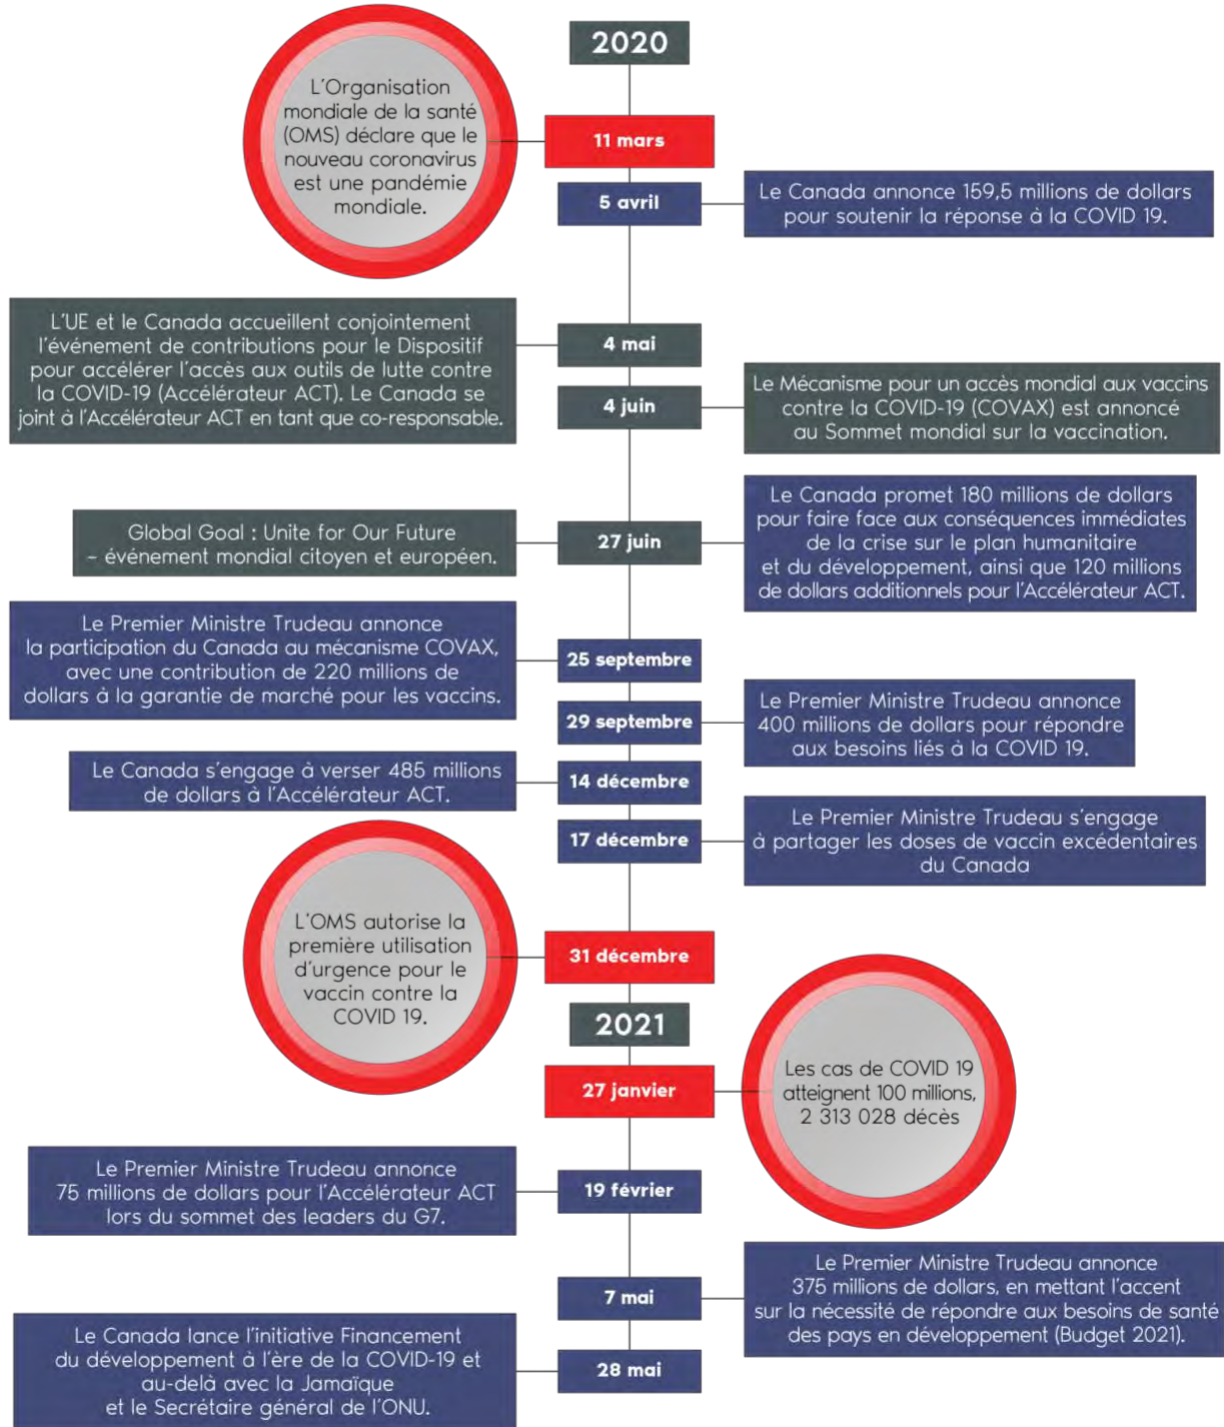 2020
L'Organisation
mondiale de la santé
(OMS) déclare que le
nouveau coronavirus
est une pandémie
mondiale.
11 mars
5 avril
Le Canada annonce 159,5 millions de dollars
pour soutenir la réponse à la COVID 19.
L'UE et le Canada accueillent conjointement
l'événement de contributions pour le Dispositif
pour accélérer l'accès aux outils de lutte contre
la COVID-19 (Accélérateur ACT). Le Canada se
joint à l'Accélérateur ACT en tant que co-responsable.
4 mai
4 juin
Le Mécanisme pour un accès mondial aux vaccins
contre la COVID-19 (COVAX) est annoncé
au Sommet mondial sur la vaccination.
Global Goal : Unite for Our Future
– événement mondial citoyen et européen.
27 juin
Le Canada promet 180 millions de dollars
pour faire face aux conséquences immédiates
de la crise sur le plan humanitaire
et du développement, ainsi que 120 millions
de dollars additionnels pour l'Accélérateur ACT.
Le Premier Ministre Trudeau annonce
la participation du Canada au mécanisme COVAX,
avec une contribution de 220 millions de
dollars à la garantie de marché pour les vaccins.
25 septembre
29 septembre
Le Premier Ministre Trudeau annonce
400 millions de dollars pour répondre
aux besoins liés à la COVID 19.
Le Canada s'engage à verser 485 millions
de dollars à l'Accélérateur ACT.
14 décembre
17 décembre
Le Premier Ministre Trudeau s'engage
à partager les doses de vaccin excédentaires
du Canada
L'OMS autorise la
première utilisation
d'urgence pour le
vaccin contre la
COVID 19.
31 décembre
2021
27 janvier
Les cas de COVID 19
atteignent 100 millions,
2 313 028 décès
Le Premier Ministre Trudeau annonce
75 millions de dollars pour l'Accélérateur ACT
lors du sommet des leaders du G7.
19 février
7 mai
Le Premier Ministre Trudeau annonce
375 millions de dollars, en mettant l'accent
sur la nécessité de répondre aux besoins de santé
des pays en développement (Budget 2021).
Le Canada lance l'initiative Financement
du développement à l'ère de la COVID-19 et
au-delà avec la Jamaïque
et le Secrétaire général de l'ONU.
28 mai